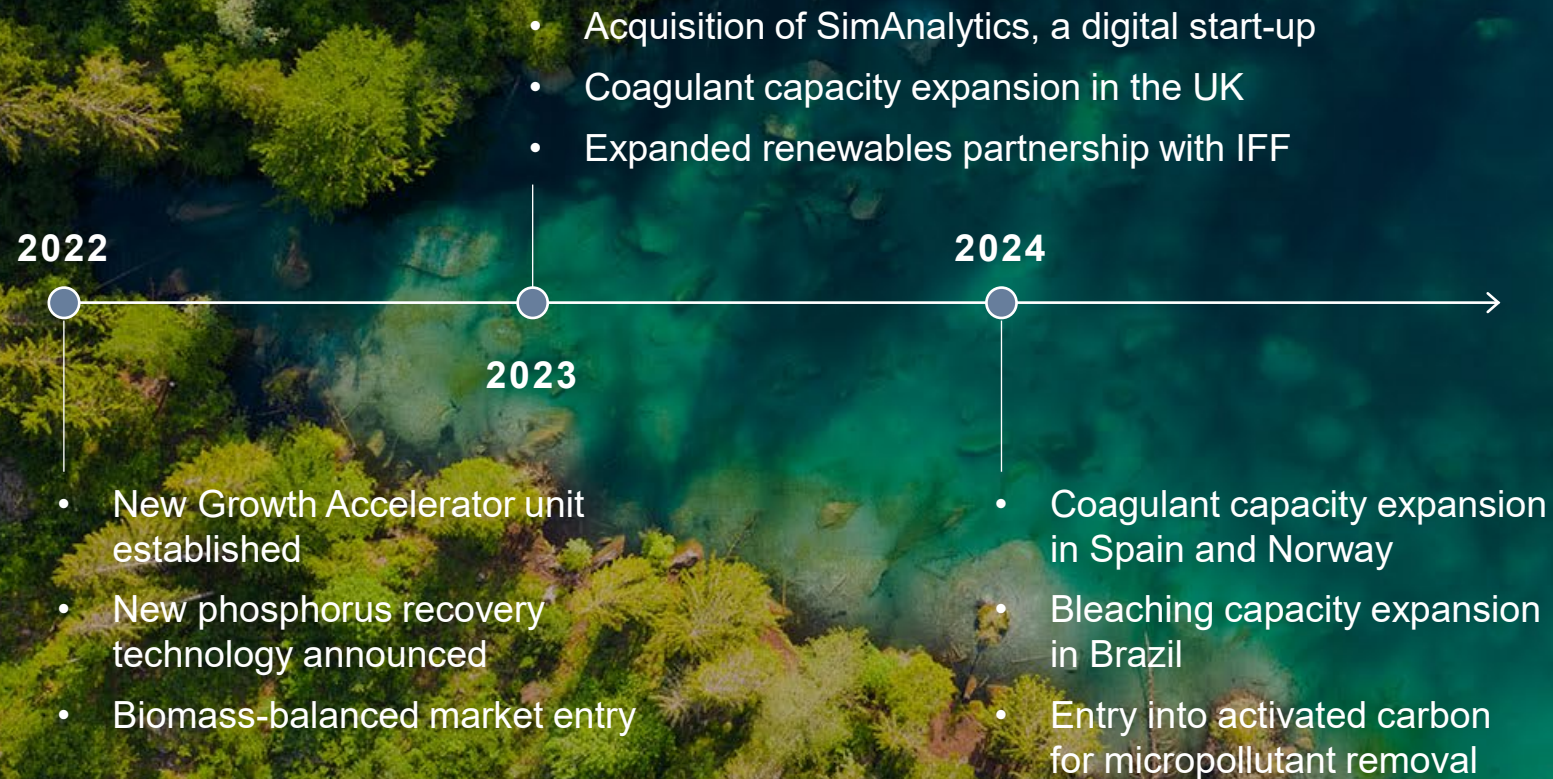 • Acquisition of SimAnalytics, a digital start-up
• Coagulant capacity expansion in the UK
• Expanded renewables partnership with IFF
2022
2024
2023
• New Growth Accelerator unit
established
• New phosphorus recovery
technology announced
• Biomass-balanced market entry
• Coagulant capacity expansion
in Spain and Norway
• Bleaching capacity expansion
in Brazil
• Entry into activated carbon
for micropollutant removal